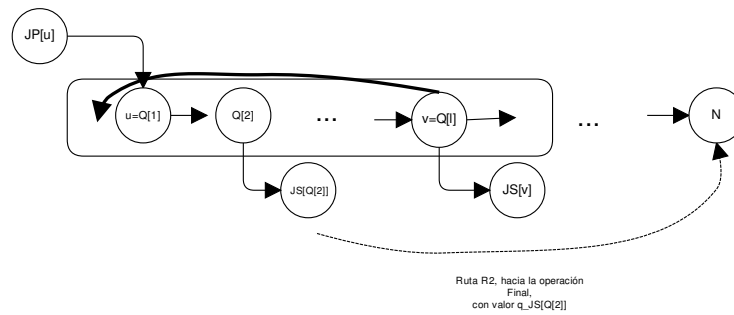 JP[u]
u=Q[1]
Q[2]
...
v=Q[l]
...
N
JS[Q[2]]
JS[v]
Ruta R2, hacia la operación
Final,
con valor q_JS[Q[2]]